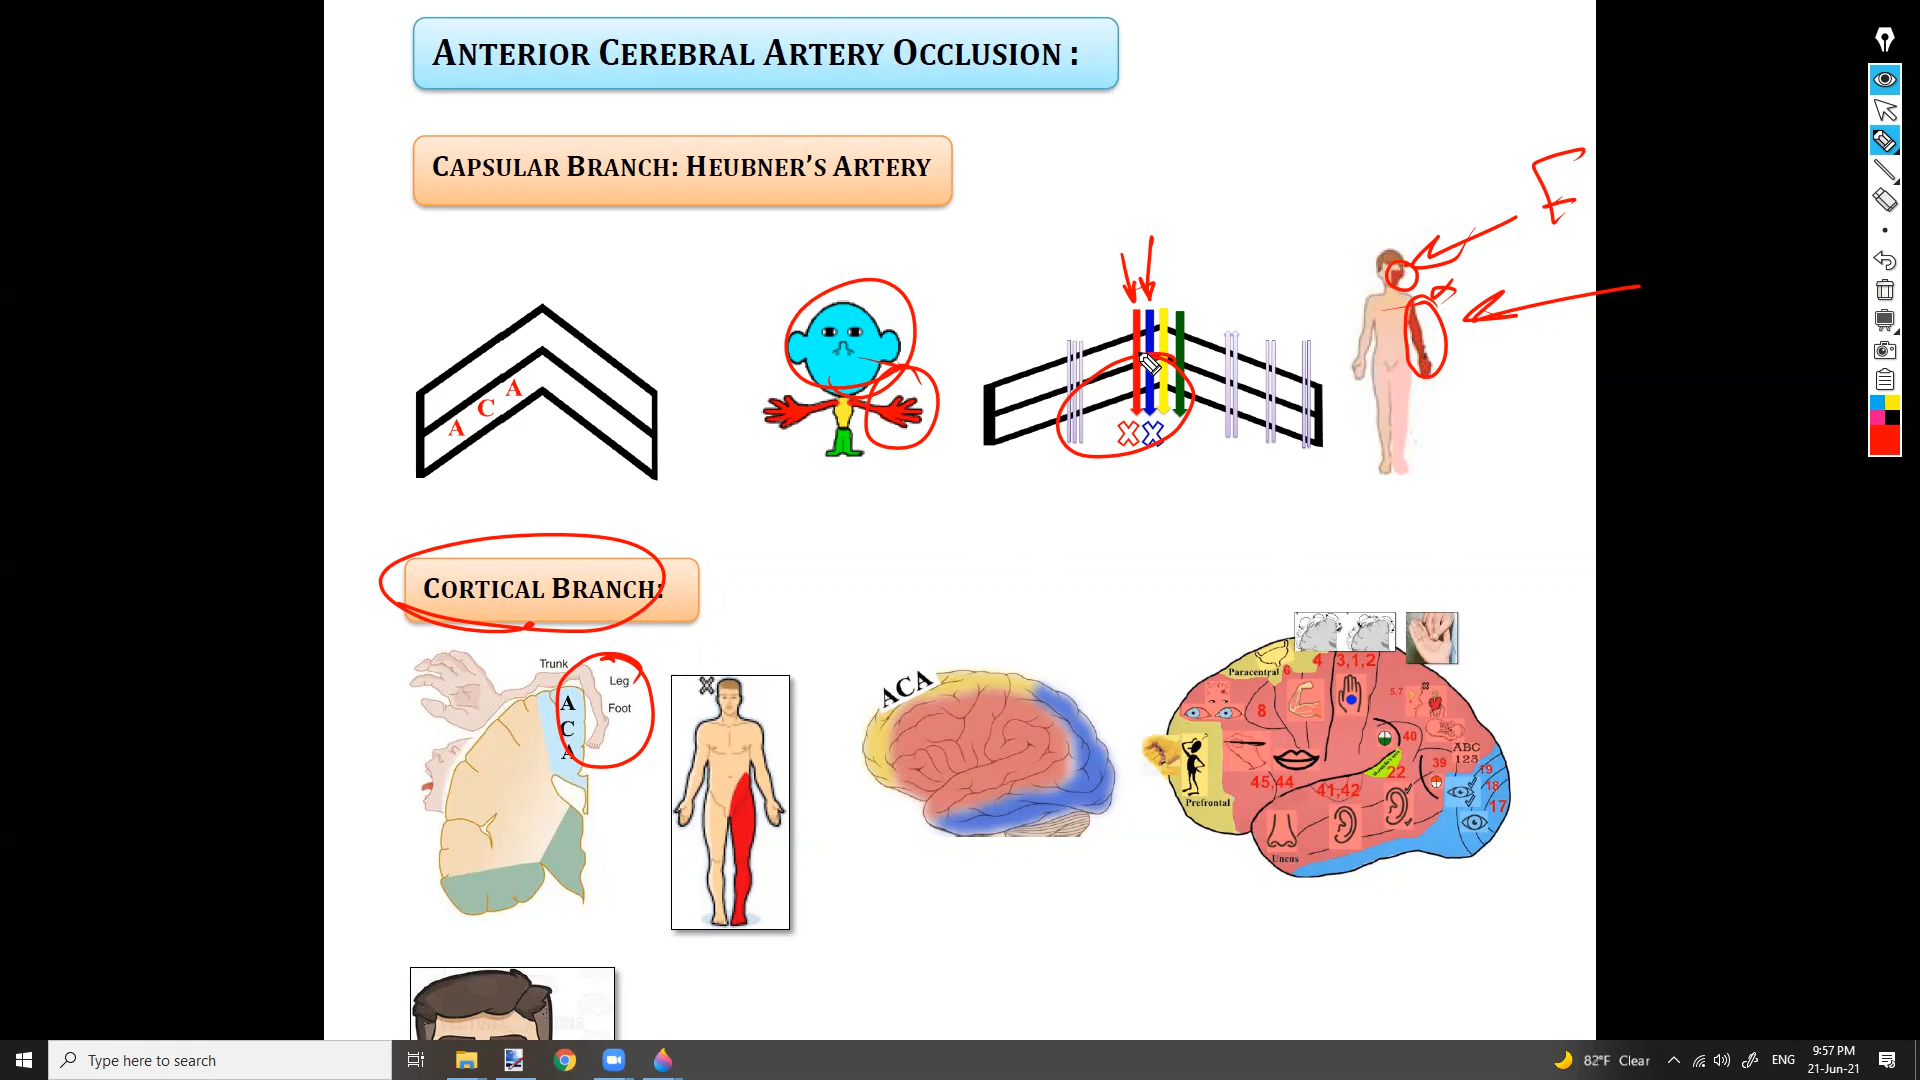 ANTERIOR CEREBRAL ARTERY OCCLUSION :
CAPSULAR BRANCH: HEUBNER'S ARTERY
F
A C A
CORTICAL BRANCH:
Trunk
Leg
Foot
A
C
A
ACA
Paracentral
6
4
3,1,2
5,7
8
40
ABC
123
39
22
19
18
17
45,44
41,42
Prefrontal
Uncus
Type here to search
82°F Clear
ENG
9:57 PM
21-Jun-21